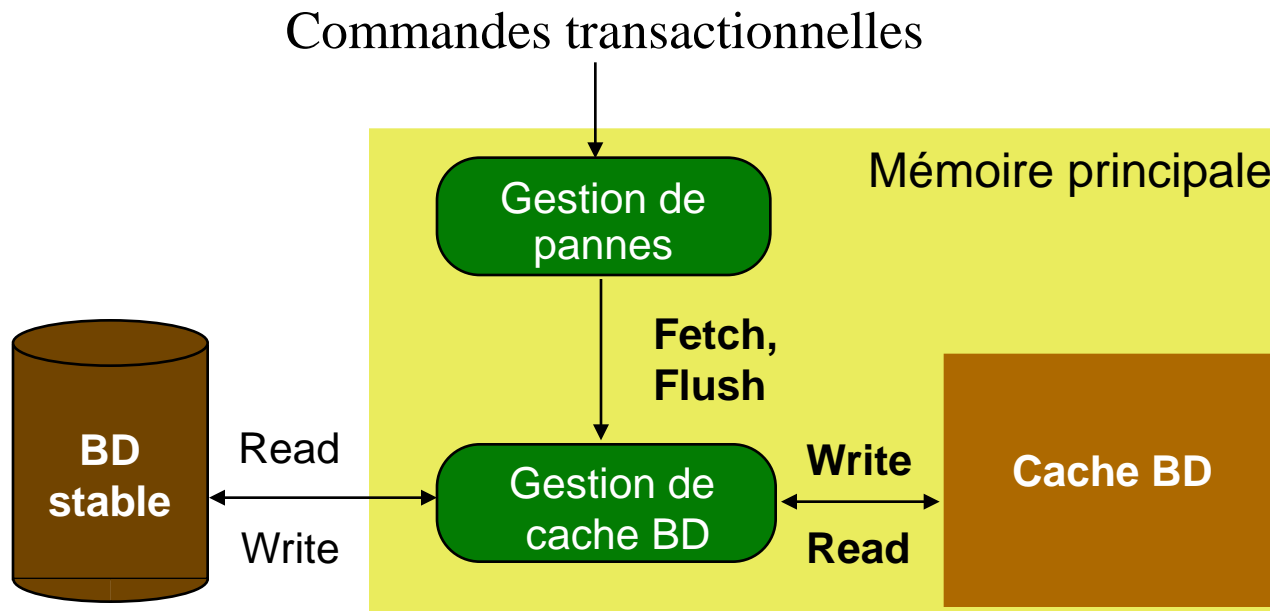 Commandes transactionnelles
Mémoire principale
Gestion de
pannes
Fetch,
Flush
BD
stable
Read
Write
Gestion de
cache BD
Write
Read
Cache BD